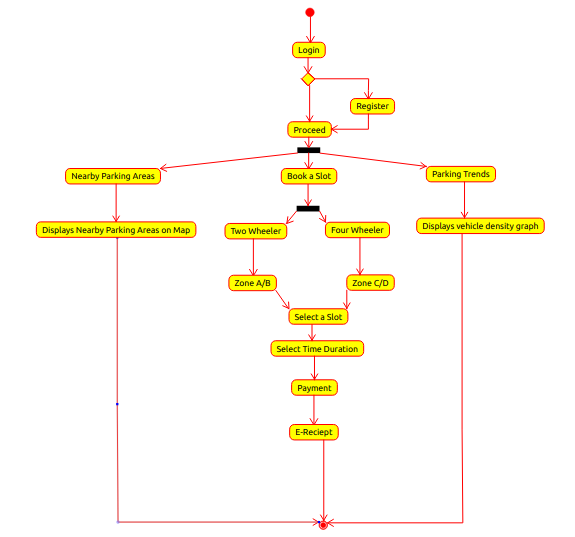 Login
Register
Proceed
Nearby Parking Areas
Book a Slot
Parking Trends
Displays Nearby Parking Areas on Map
Two Wheeler
Four Wheeler
Displays vehicle density graph
Zone A/B
Zone C/D
Select a Slot
Select Time Duration
Payment
E-Reciept